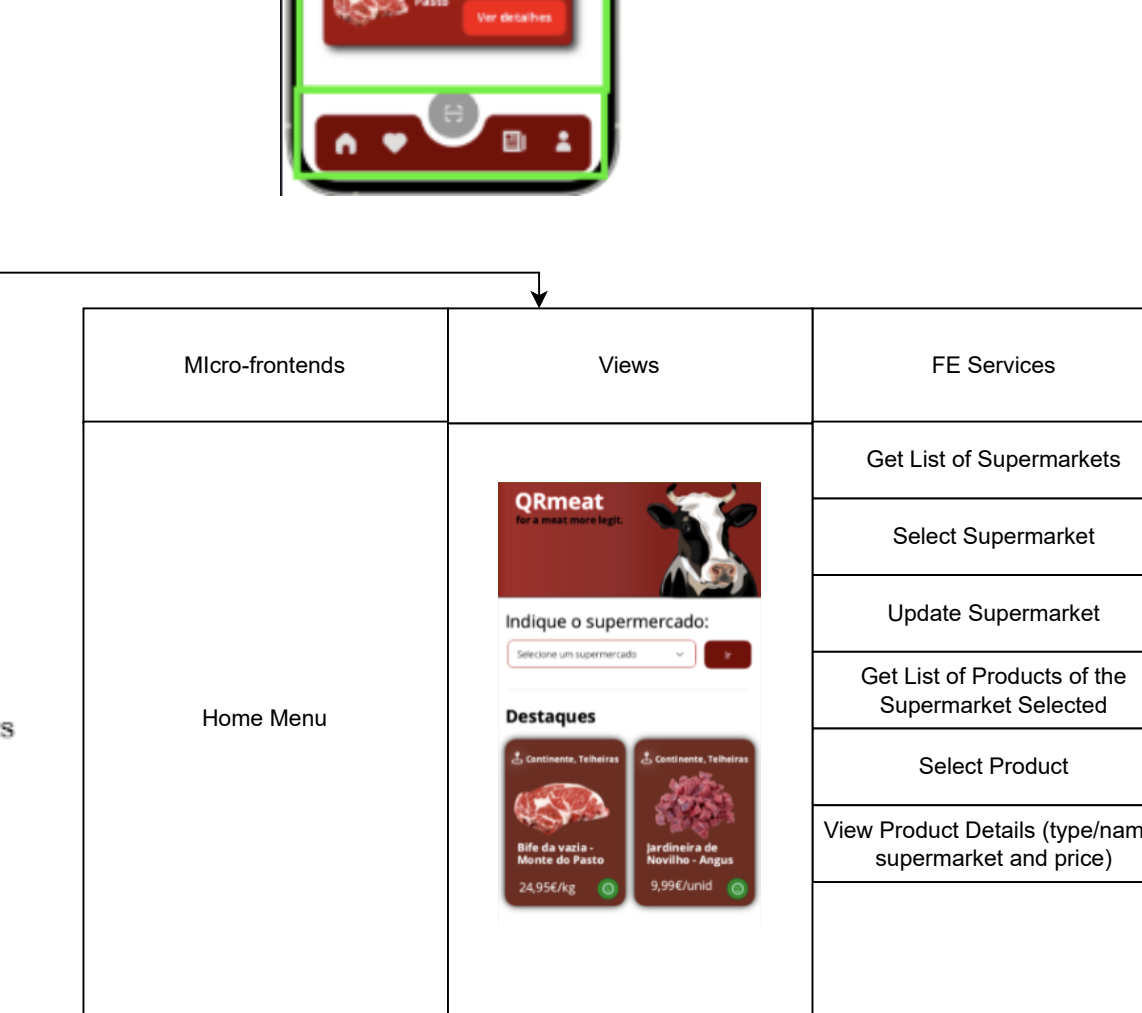 Pasto
Ver detalhes
MIcro-frontends
Views
FE Services
Get List of Supermarkets
Select Supermarket
Update Supermarket
Get List of Products of the
Supermarket Selected
Select Product
View Product Details (type/nam
supermarket and price)
Home Menu
QRmeat
for a meat more legit.
Indique o supermercado:
Selecione um supermercado
Ir
Destaques
Continente, Telheiras
Bife da vazia -
Monte do Pasto
24,95€/kg
Continente, Telheiras
Jardineira de
Novilho - Angus
9,99€/unid